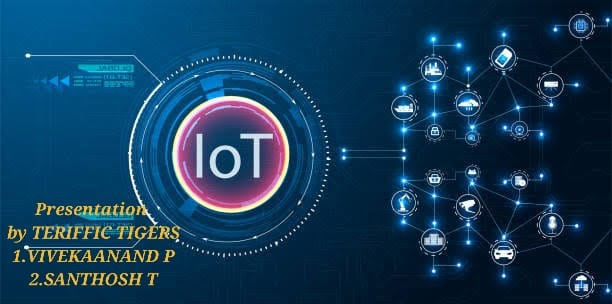 IoT
Presentation
by TERIFFIC TIGERS
1.VIVEKAANAND P
2.SANTHOSH T